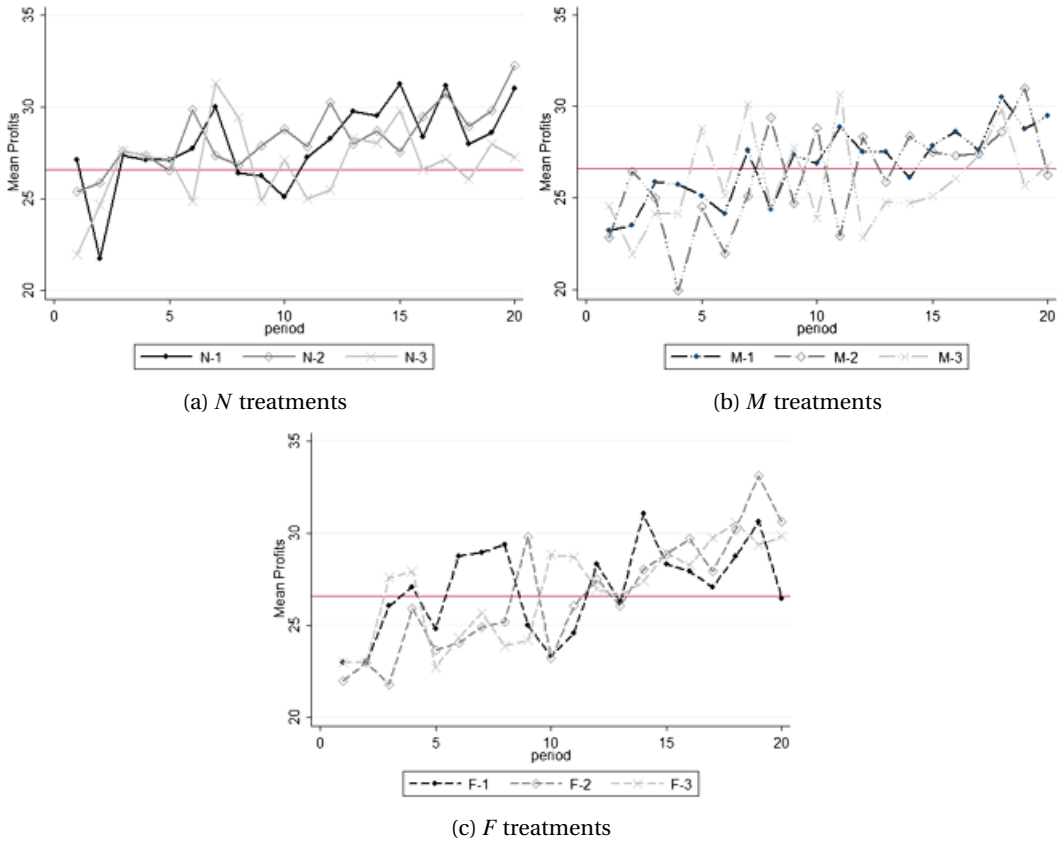 35
30
25
20
Mean Profits
0 5 10 15 20
period
N-1 N-2 N-3
(a) N treatments
35
30
25
20
Mean Profits
0 5 10 15 20
period
M-1 M-2 M-3
(b) M treatments
35
30
25
20
Mean Profits
0 5 10 15 20
period
F-1 F-2 F-3
(c) F treatments